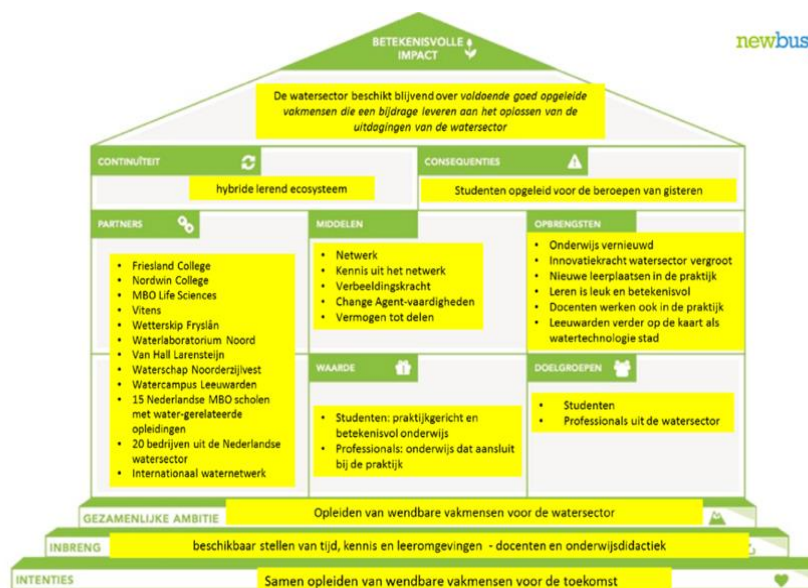 BETEKENISVOLLE
IMPACT
newbus
De watersector beschikt blijvend over voldoende goed opgeleide
vakmensen die een bijdrage leveren aan het oplossen van de
uitdagingen van de watersector
CONTINUÏTEIT
hybride lerend ecosysteem
CONSEQUENTIES
Studenten opgeleid voor de beroepen van gisteren
PARTNERS
• Friesland College
• Nordwin College
• MBO Life Sciences
• Vitens
• Wetterskip Fryslân
• Waterlaboratorium Noord
• Van Hall Larensteijn
• Waterschap Noorderzijlvest
• Watercampus Leeuwarden
• 15 Nederlandse MBO scholen
met water-gerelateerde
opleidingen
• 20 bedrijven uit de Nederlandse
watersector
• Internationaal waternetwerk
MIDDELEN
• Netwerk
• Kennis uit het netwerk
• Verbeeldingskracht
• Change Agent-vaardigheden
• Vermogen tot delen
OPBRENGSTEN
• Onderwijs vernieuwd
• Innovatiekracht watersector vergroot
• Nieuwe leerplaatsen in de praktijk
• Leren is leuk en betekenisvol
• Docenten werken ook in de praktijk
• Leeuwarden verder op de kaart als
watertechnologie stad
WAARDE
• Studenten: praktijkgericht en
betekenisvol onderwijs
• Professionals: onderwijs dat aansluit
bij de praktijk
DOELGROEPEN
• Studenten
• Professionals uit de watersector
GEZAMENLIJKE AMBITIE
Opleiden van wendbare vakmensen voor de watersector
INBRENG
beschikbaar stellen van tijd, kennis en leeromgevingen - docenten en onderwijsdidactiek
INTENTIES
Samen opleiden van wendbare vakmensen voor de toekomst